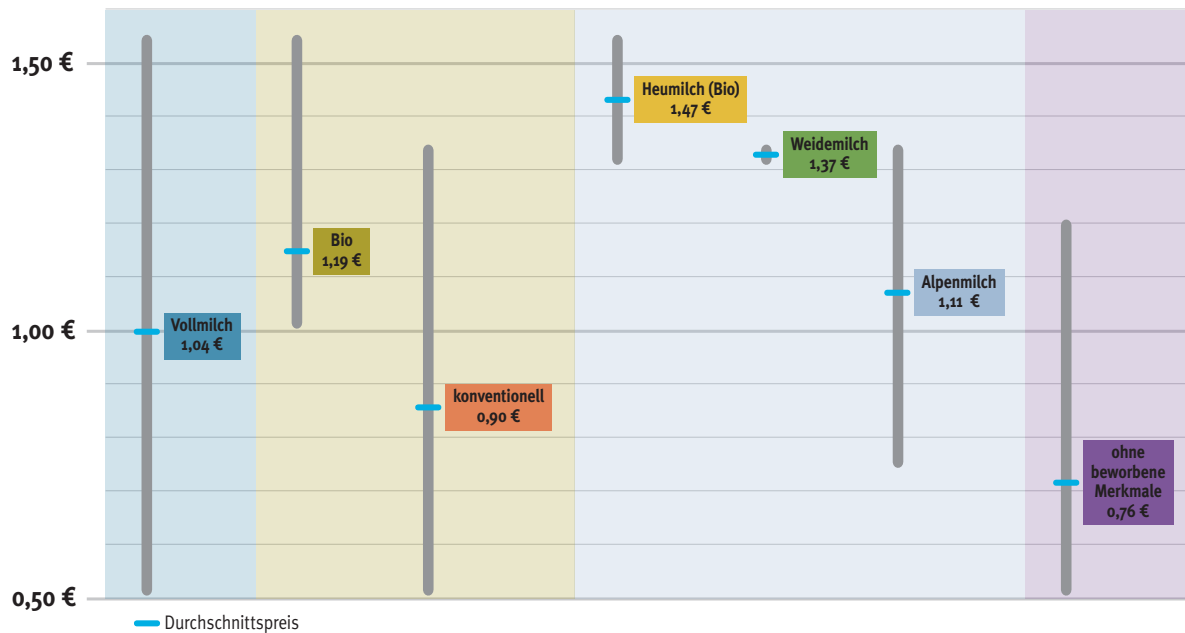 1,50 €
1,00 €
0,50 €
Vollmilch
1,04 €
Bio
1,19 €
konventionell
0,90 €
Heumilch (Bio)
1,47 €
Weidemilch
1,37 €
Alpenmilch
1,11 €
ohne
beworbene
Merkmale
0,76 €
Durchschnittspreis